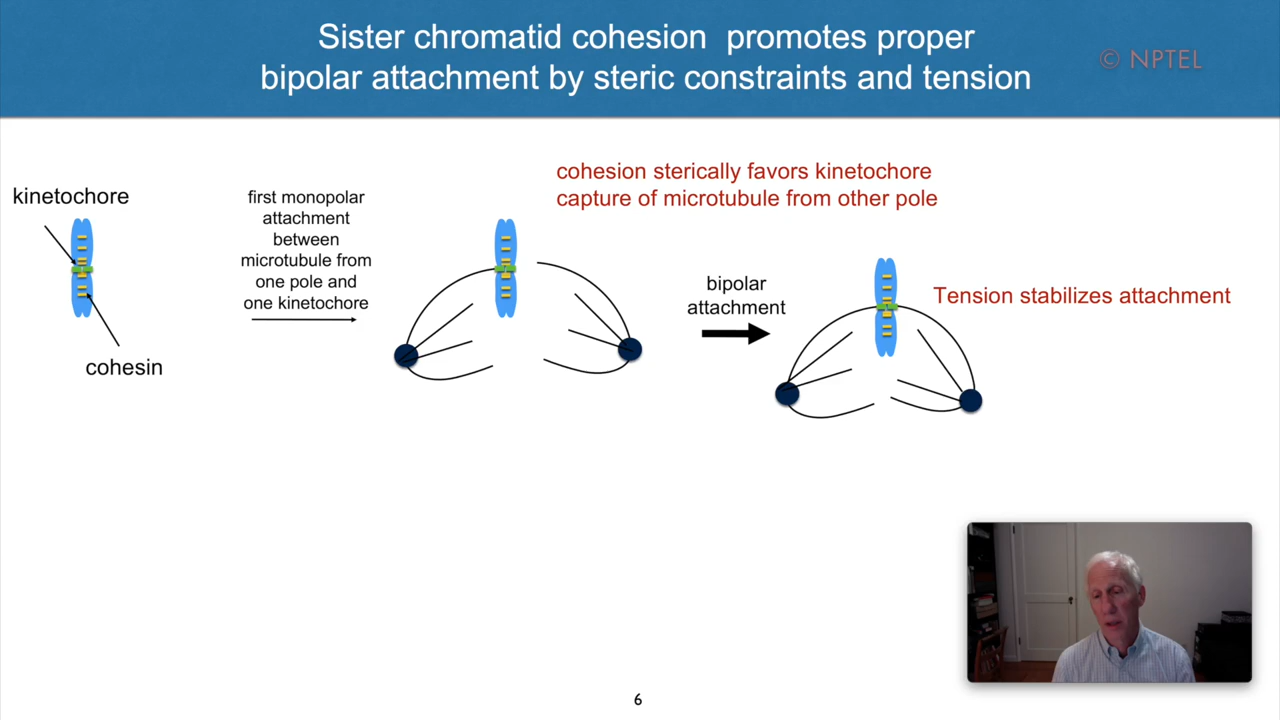 Sister chromatid cohesion promotes proper
bipolar attachment by steric constraints and tension
© NPTEL
kinetochore
cohesin
first monopolar
attachment
between
microtubule from
one pole and
one kinetochore
cohesion sterically favors kinetochore
capture of microtubule from other pole
bipolar
attachment
Tension stabilizes attachment
6